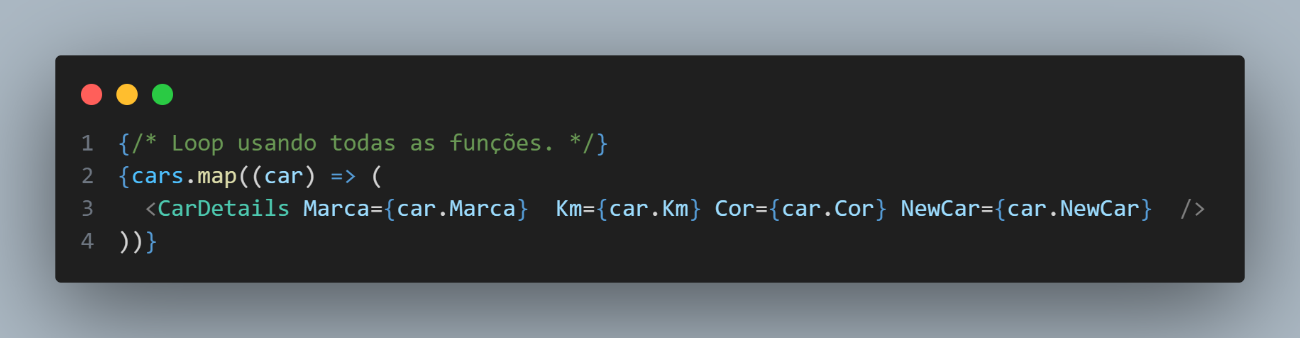 1 {/* Loop usando todas as funções. */}
2 {cars.map((car) => (
3   <CarDetails Marca={car.Marca}  Km={car.Km} Cor={car.Cor} NewCar={car.NewCar}  />
4 ))}